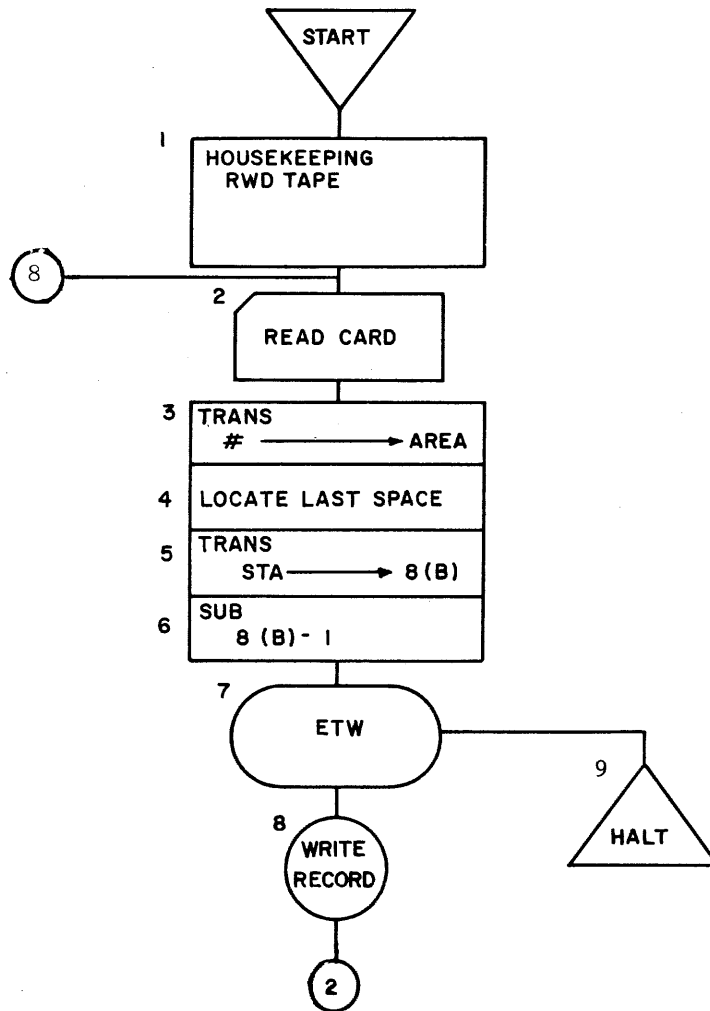 START
1
HOUSEKEEPING
RWD TAPE
8
2
READ CARD
3 TRANS
# AREA
4 LOCATE LAST SPACE
5 TRANS
STA 8 (B)
6 SUB
8 (B) - 1
7
ETW
9
HALT
8
WRITE
RECORD
2